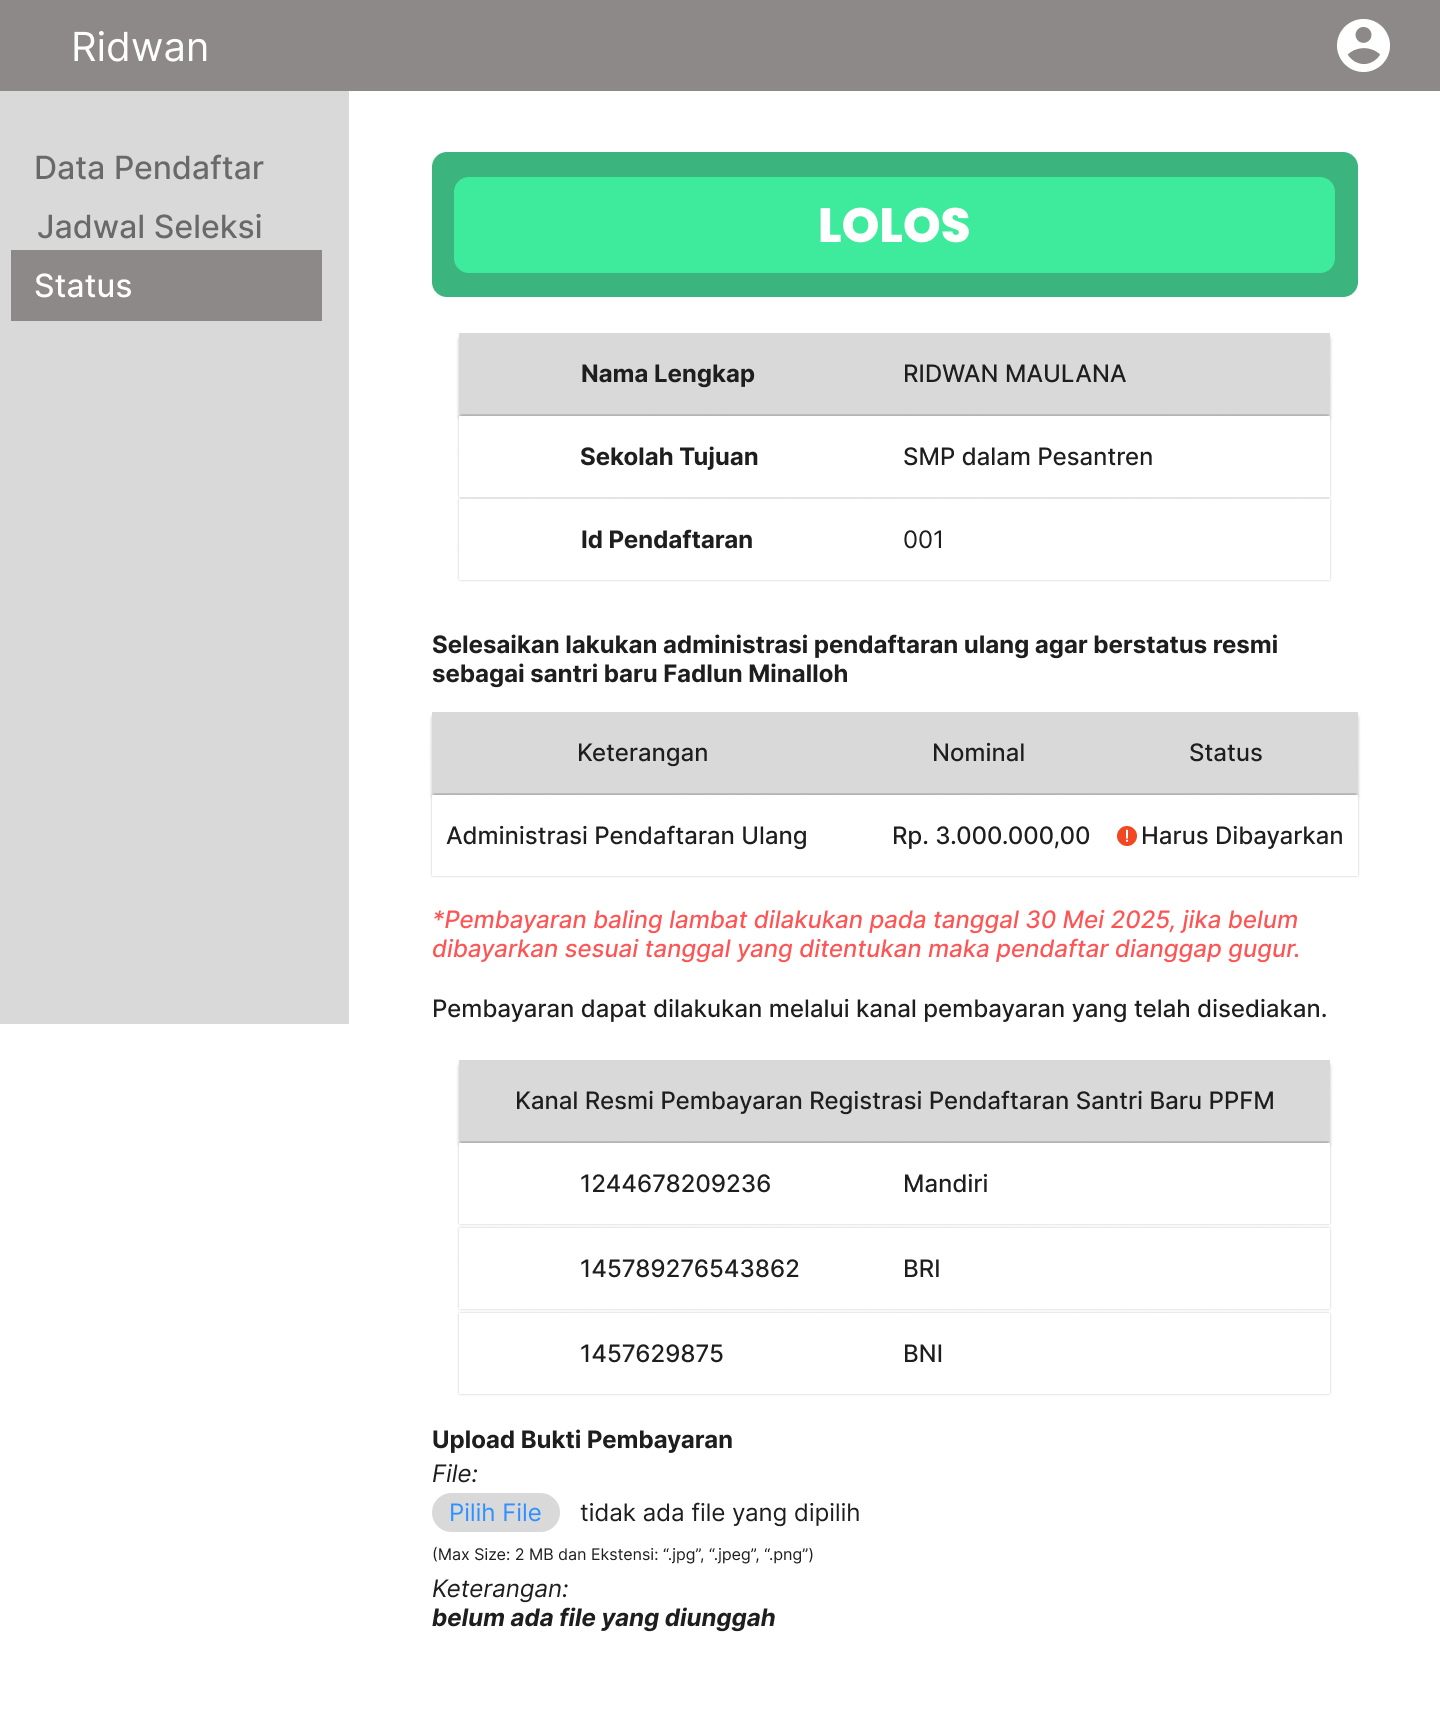 Ridwan
Data Pendaftar
Jadwal Seleksi
Status
LOLOS
Nama Lengkap RIDWAN MAULANA
Sekolah Tujuan SMP dalam Pesantren
Id Pendaftaran 001
Selesaikan lakukan administrasi pendaftaran ulang agar berstatus resmi
sebagai santri baru Fadlun Minalloh
Keterangan Nominal Status
Administrasi Pendaftaran Ulang Rp. 3.000.000,00 Harus Dibayarkan
*Pembayaran baling lambat dilakukan pada tanggal 30 Mei 2025, jika belum
dibayarkan sesuai tanggal yang ditentukan maka pendaftar dianggap gugur.
Pembayaran dapat dilakukan melalui kanal pembayaran yang telah disediakan.
Kanal Resmi Pembayaran Registrasi Pendaftaran Santri Baru PPFM
1244678209236 Mandiri
145789276543862 BRI
1457629875 BNI
Upload Bukti Pembayaran
File:
Pilih File tidak ada file yang dipilih
(Max Size: 2 MB dan Ekstensi: “.jpg”, “.jpeg”, “.png”)
Keterangan:
belum ada file yang diunggah